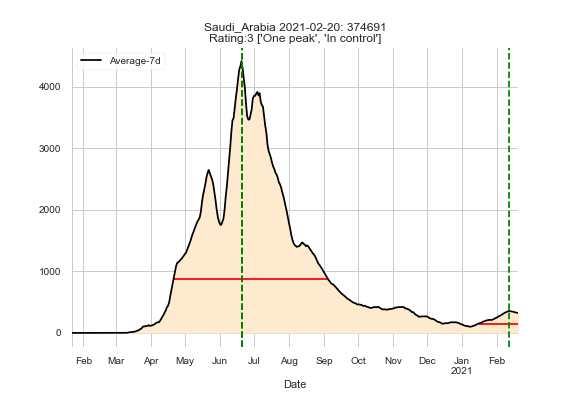 Saudi_Arabia 2021-02-20: 374691
Rating:3 ['One peak', 'In control']
Average-7d
4000
3000
2000
1000
0
Feb Mar Apr May Jun Jul Aug Sep Oct Nov Dec Jan Feb
2021
Date